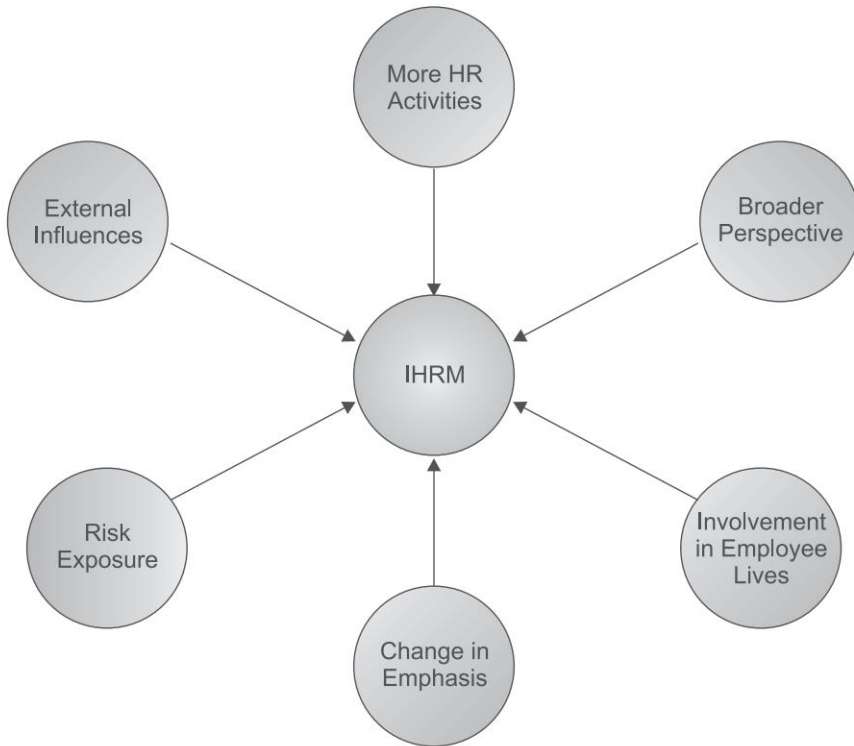 More HR
Activities
External
Influences
Broader
Perspective
IHRM
Risk
Exposure
Involvement
in Employee
Lives
Change in
Emphasis